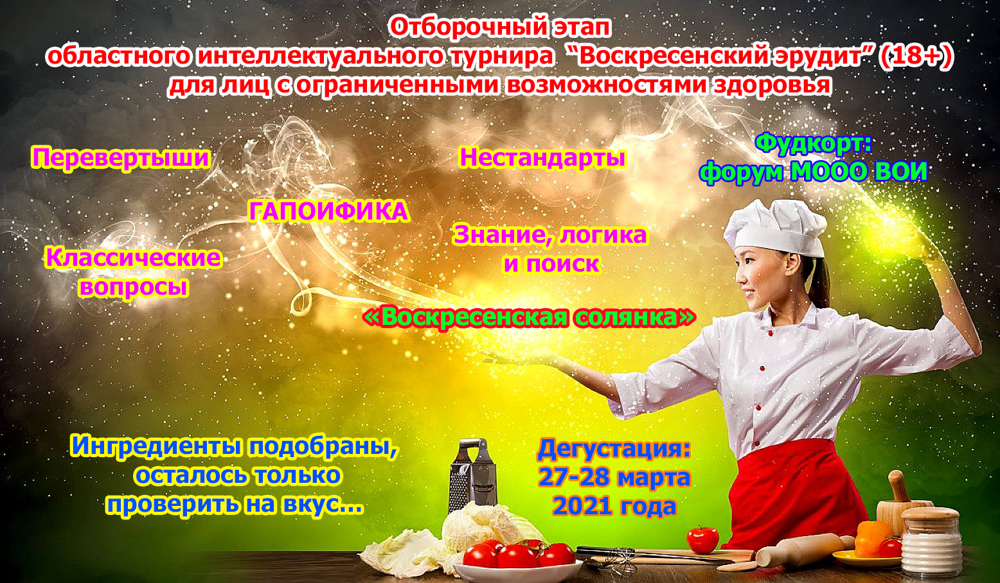 Отборочный этап
областного интеллектуального турнира “Воскресенский эрудит” (18+)
для лиц с ограниченными возможностями здоровья
Перевертыши
Нестандарты
Фудкорт:
форум МООО ВОИ
ГАПОИФИКА
Знание, логика
и поиск
Классические
вопросы
«Воскресенская солянка»
Ингредиенты подобраны,
осталось только
проверить на вкус...
Дегустация:
27-28 марта
2021 года